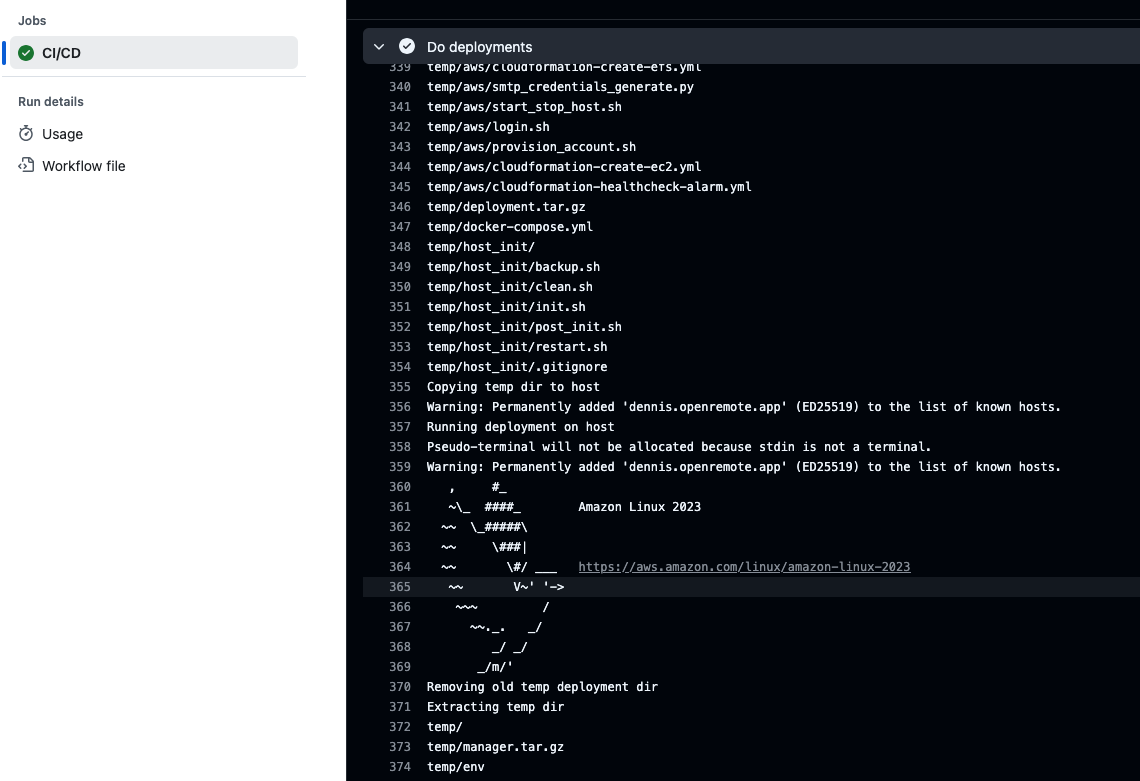 Jobs
CI/CD
Run details
Usage
Workflow file
Do deployments
339 temp/aws/cloudformation-create-efs.yml
340 temp/aws/smtp_credentials_generate.py
341 temp/aws/start_stop_host.sh
342 temp/aws/login.sh
343 temp/aws/provision_account.sh
344 temp/aws/cloudformation-create-ec2.yml
345 temp/aws/cloudformation-healthcheck-alarm.yml
346 temp/deployment.tar.gz
347 temp/docker-compose.yml
348 temp/host_init/
349 temp/host_init/backup.sh
350 temp/host_init/clean.sh
351 temp/host_init/init.sh
352 temp/host_init/post_init.sh
353 temp/host_init/restart.sh
354 temp/host_init/.gitignore
355 Copying temp dir to host
356 Warning: Permanently added 'dennis.openremote.app' (ED25519) to the list of known hosts.
357 Running deployment on host
358 Pseudo-terminal will not be allocated because stdin is not a terminal.
359 Warning: Permanently added 'dennis.openremote.app' (ED25519) to the list of known hosts.
360    ,     #_
361    ~\_  ####_        Amazon Linux 2023
362   ~~  \_#####\
363   ~~     \###|
364   ~~       \#/ ___   https://aws.amazon.com/linux/amazon-linux-2023
365    ~~       V~' '->
366     ~~~         /
367       ~~._.   _/
368          _/ _/
369        _/m/'
370 Removing old temp deployment dir
371 Extracting temp dir
372 temp/
373 temp/manager.tar.gz
374 temp/env